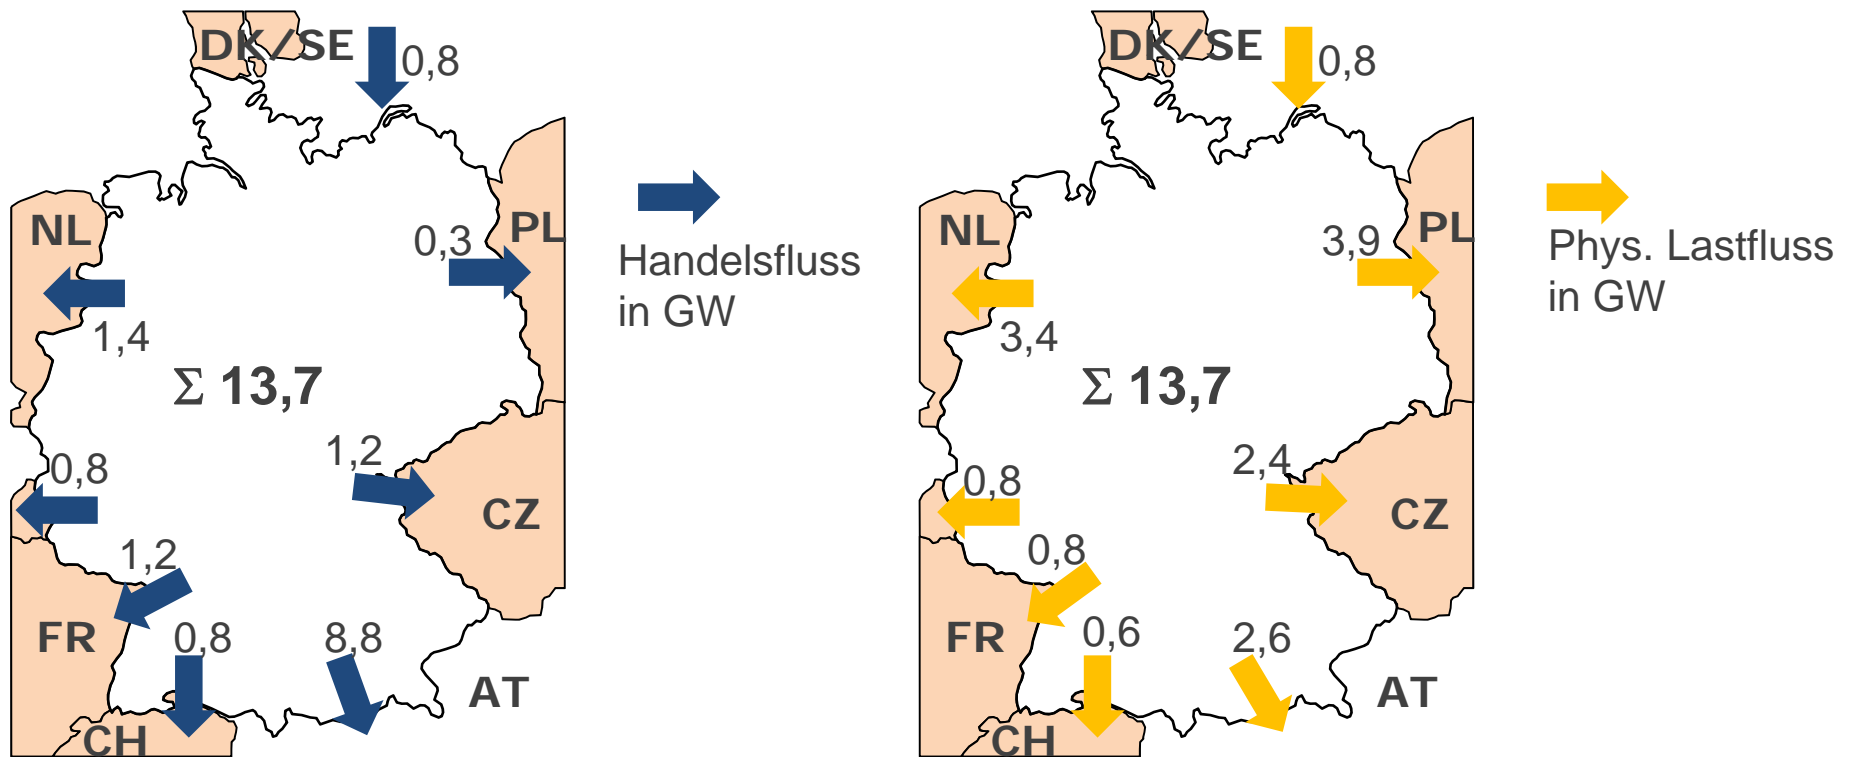 DK/SE
0,8
NL
0,3
PL
Handelsfluss
in GW
1,4
Σ 13,7
0,8
1,2
CZ
1,2
FR
0,8
8,8
AT
CH
DK/SE
0,8
NL
3,9
PL
Phys. Lastfluss
in GW
3,4
Σ 13,7
0,8
2,4
CZ
0,8
FR
0,6
2,6
AT
CH